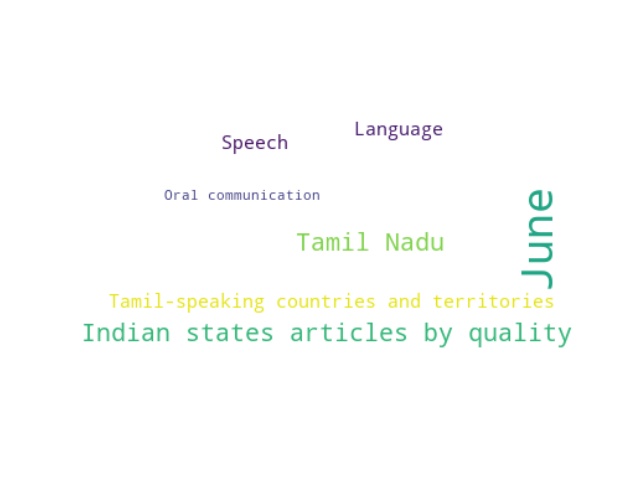 Language
Speech
Oral communication
June
Tamil Nadu
Tamil-speaking countries and territories
Indian states articles by quality